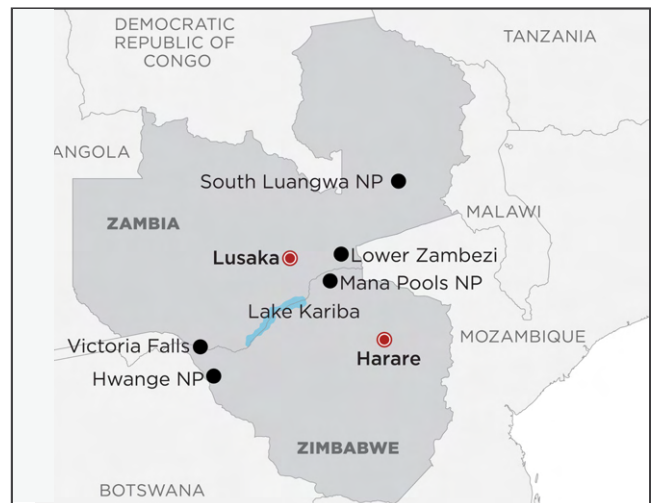 DEMOCRATIC
REPUBLIC OF
CONGO
TANZANIA
ANGOLA
South Luangwa NP
MALAWI
ZAMBIA
Lusaka
Lower Zambezi
Mana Pools NP
Lake Kariba
MOZAMBIQUE
Victoria Falls
Harare
Hwange NP
ZIMBABWE
BOTSWANA